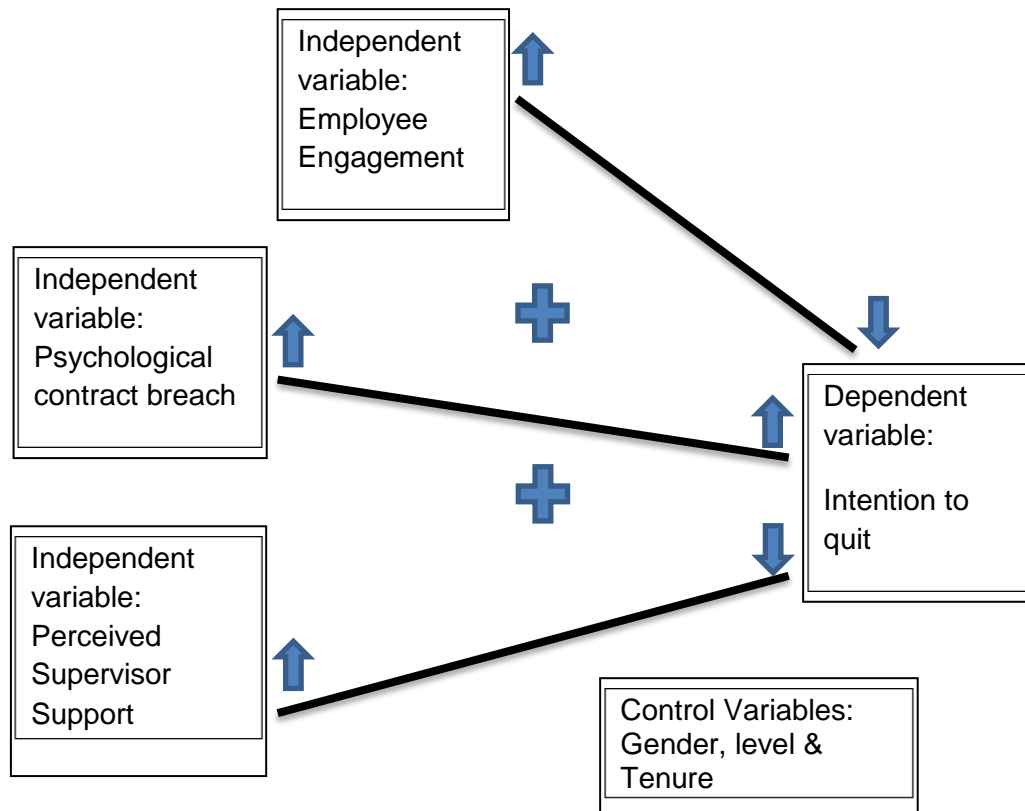 Independent
variable:
Employee
Engagement
Independent
variable:
Psychological
contract breach
Dependent
variable:
Intention to
quit
Independent
variable:
Perceived
Supervisor
Support
Control Variables:
Gender, level &
Tenure